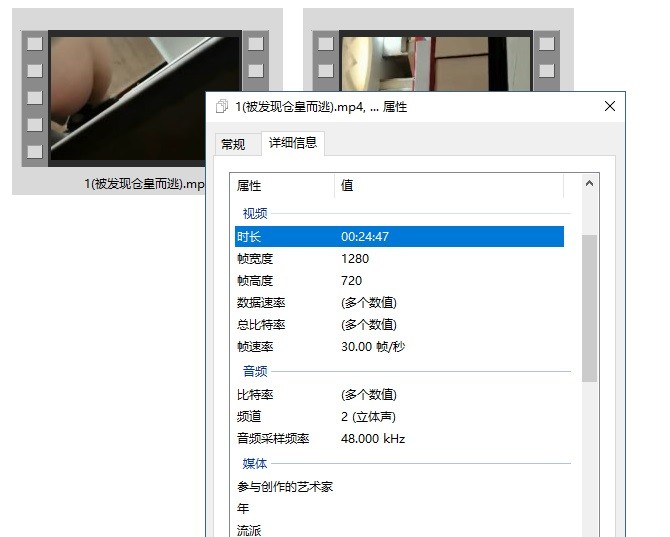 1(被发现仓皇而逃).mp
1(被发现仓皇而逃).mp4, ... 属性
常规 详细信息
属性 值
视频
时长 00:24:47
帧宽度 1280
帧高度 720
数据速率 (多个数值)
总比特率 (多个数值)
帧速率 30.00 帧/秒
音频
比特率 (多个数值)
频道 2 (立体声)
音频采样频率 48.000 kHz
媒体
参与创作的艺术家
年
流派